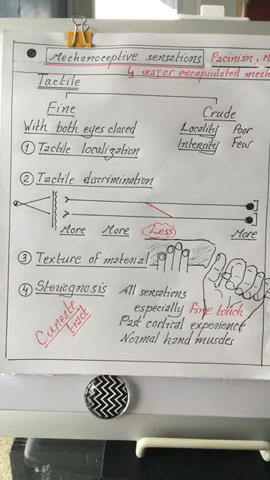 Mechanoceptive sensations Pacinian,
4 major encapsulated mech
Tactile
Fine Crude
With both eyes closed Locality Poor
① Tactile localization Intensity Few
② Tactile discrimination
More More Less More
③ Texture of material
④ Steriognosis All sensations
especially Fine touch
Cuneate tract
Past cortical experience
Normal hand muscles